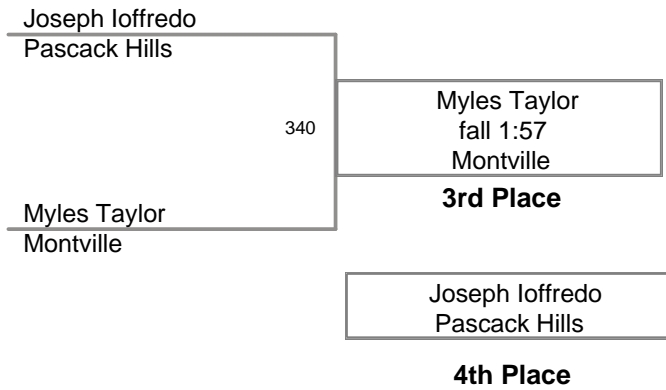 Joseph Ioffredo
Pascack Hills
340
Myles Taylor
fall 1:57
Montville
3rd Place
Myles Taylor
Montville
Joseph Ioffredo
Pascack Hills
4th Place